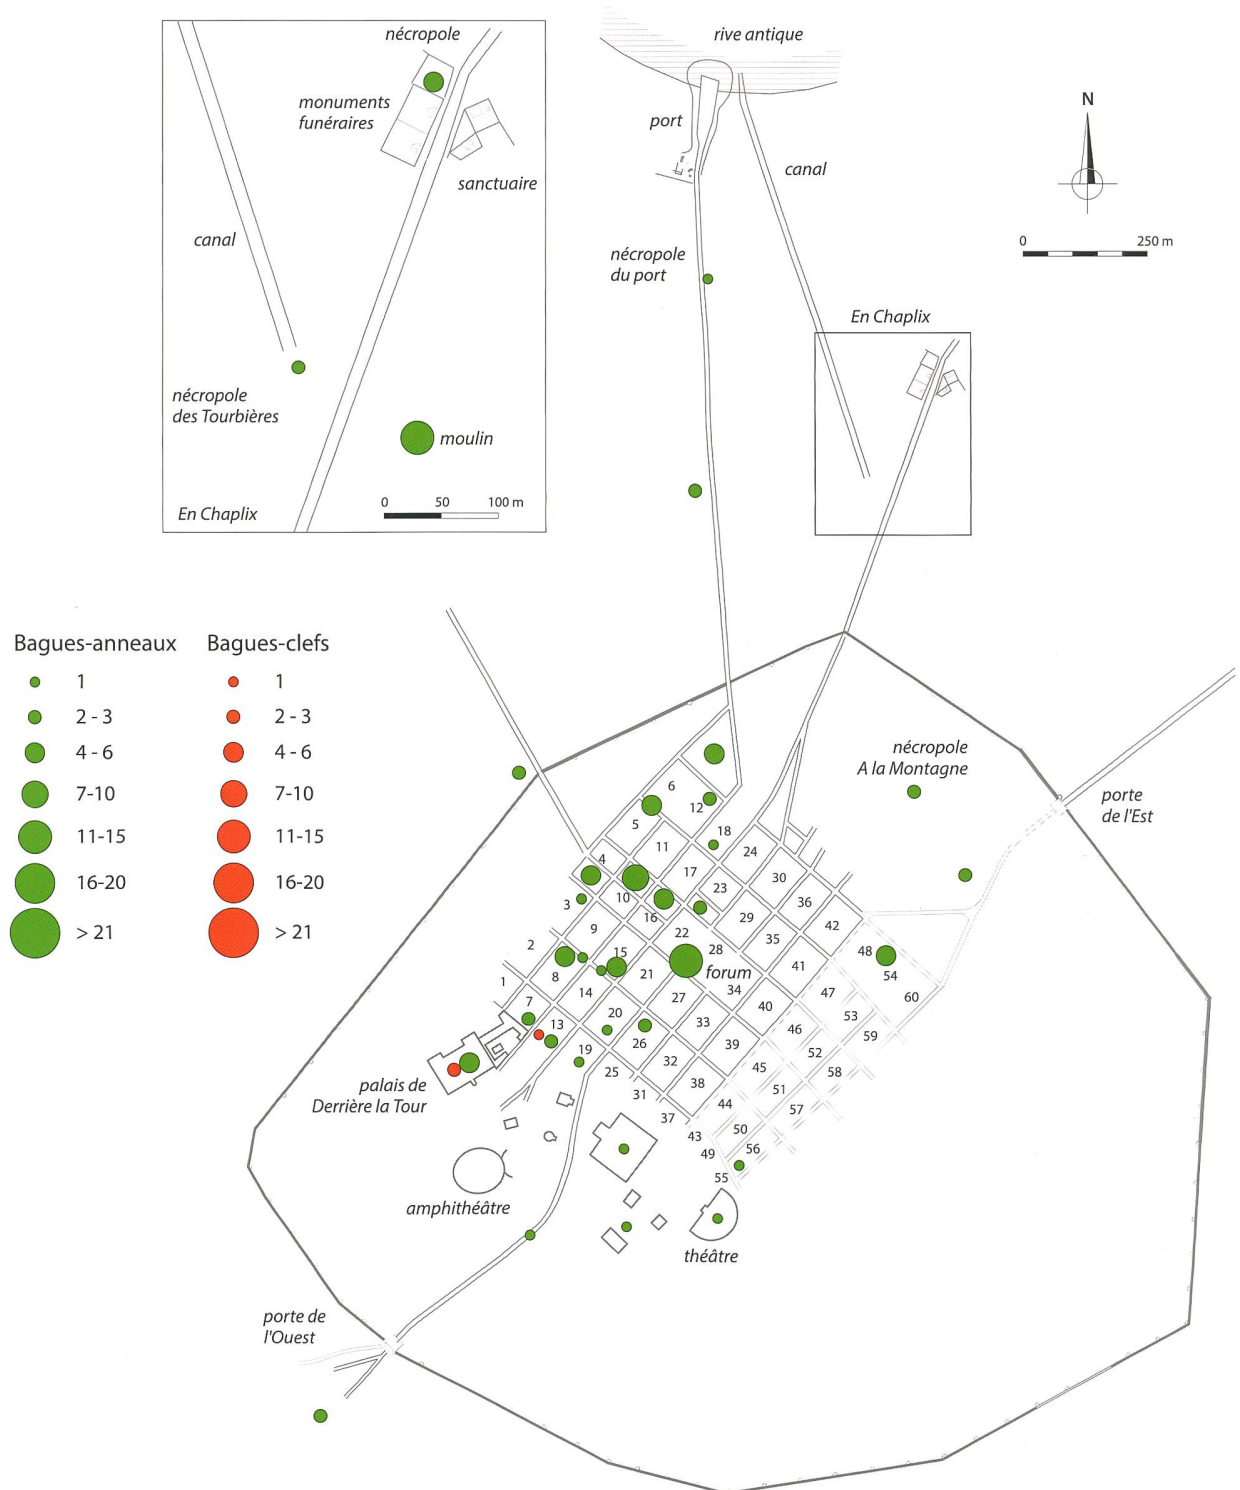 nécropole
monuments
funéraires
sanctuaire
canal
nécropole
des Tourbières
moulin
0 50 100 m
En Chaplix
rive antique
port
canal
nécropole
du port
En Chaplix
N
0 250 m
Bagues-anneaux
1
2 - 3
4 - 6
7-10
11-15
16-20
> 21
Bagues-clefs
1
2 - 3
4 - 6
7-10
11-15
16-20
> 21
nécropole
A la Montagne
porte
de l'Est
6
12
5
18
11
24
4
17
30
23
10
3
36
16
29
42
9
22
35
2
28
15
48
41
forum
21
8
54
1
34
14
47
60
7
27
40
20
53
13
33
46
59
26
39
19
52
32
25
45
58
38
51
31
44
57
37
50
43
56
49
55
palais de
Derrière la Tour
amphithéâtre
théâtre
porte de
l'Ouest